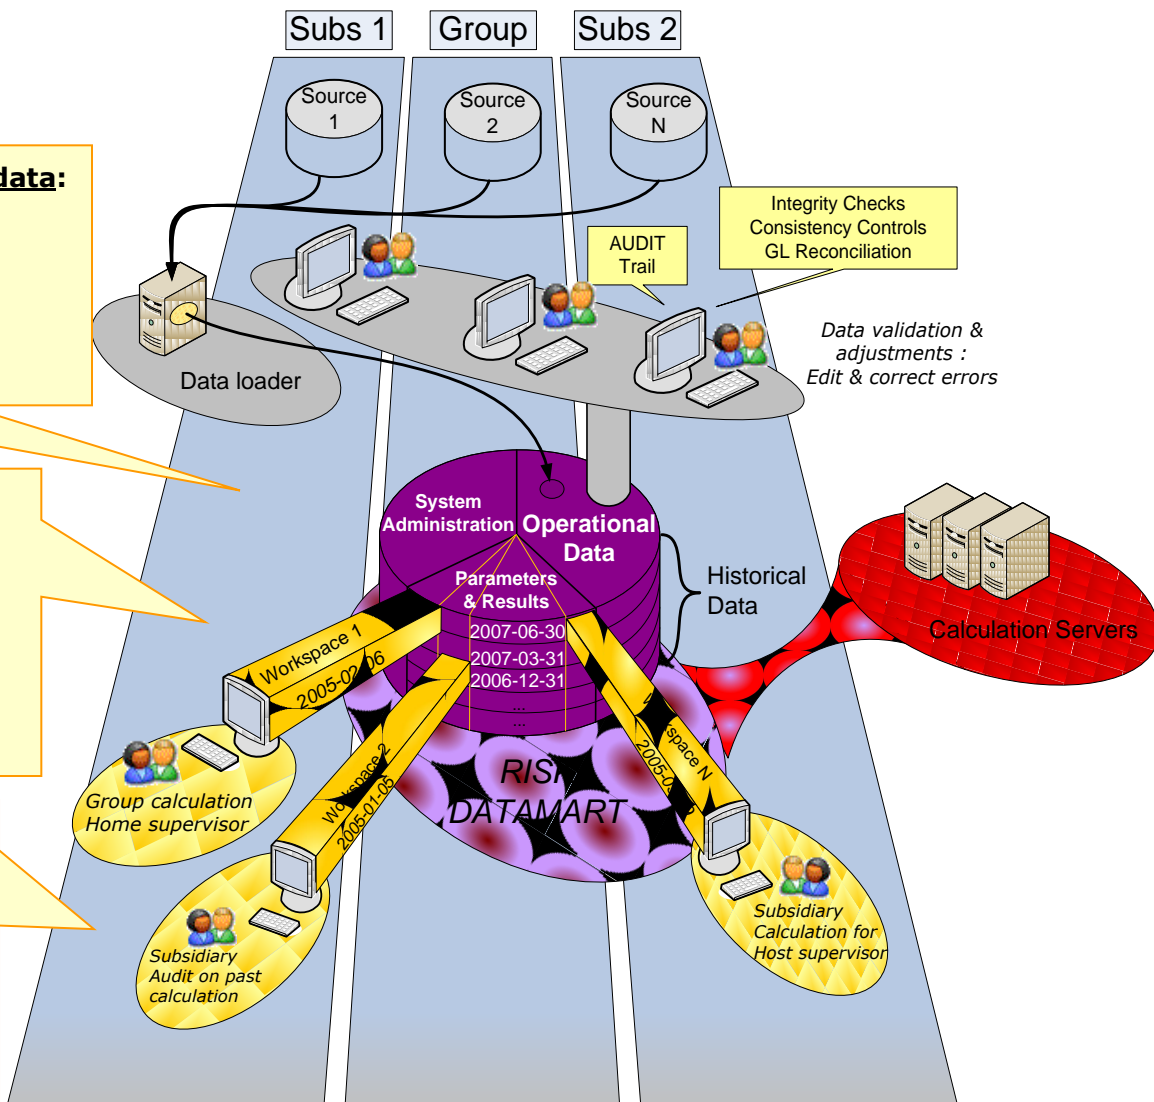 Subs 1
Group
Subs 2
Source
1
Source
2
Source
N
data:
Integrity Checks
Consistency Controls
GL Reconciliation
AUDIT
Trail
Data validation &
adjustments :
Edit & correct errors
Data loader
System
Administration
Operational
Data
Parameters
& Results
2007-06-30
2007-03-31
2006-12-31
...
...
Historical
Data
Calculation Servers
Workspace 1
2005-02-06
Workspace 2
2005-01-05
space N
2005-0
RISK
DATAMART
Group calculation
Home supervisor
Subsidiary
Audit on past
calculation
Subsidiary
Calculation for
Host supervisor